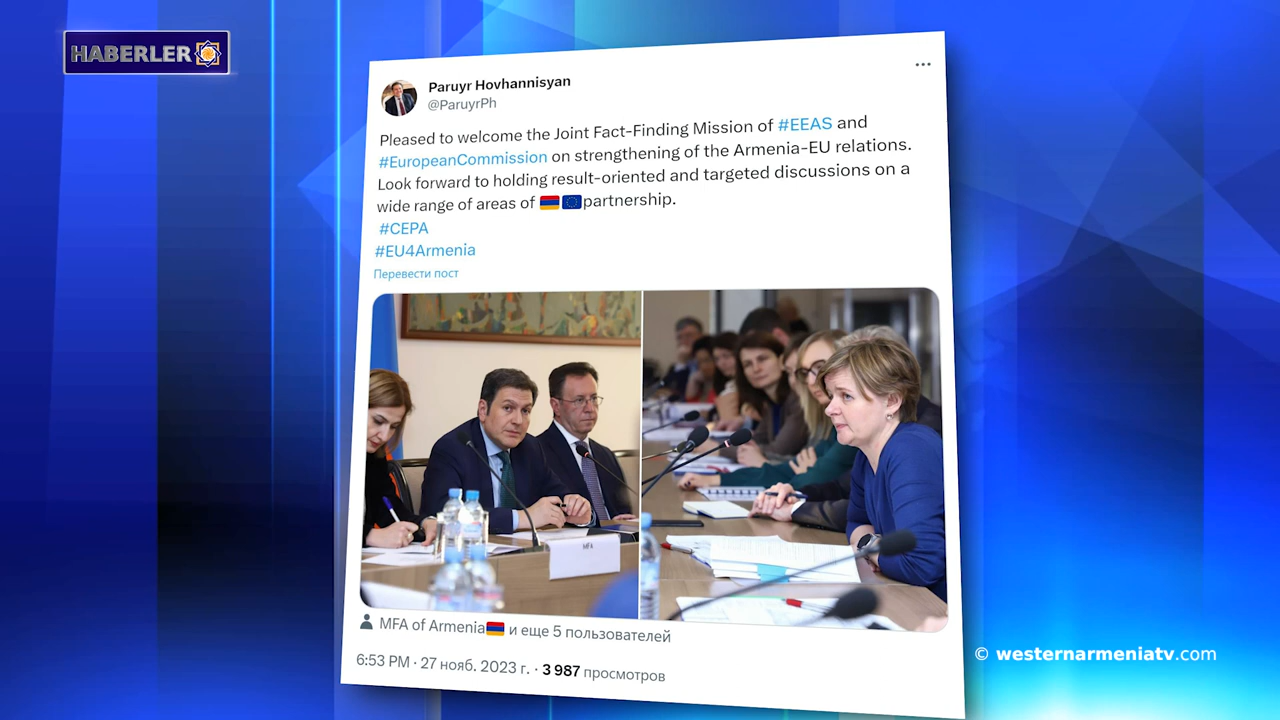 HABERLER
Paruyr Hovhannisyan
@ParuyrPh
Pleased to welcome the Joint Fact-Finding Mission of #EEAS and
#EuropeanCommission on strengthening of the Armenia-EU relations.
Look forward to holding result-oriented and targeted discussions on a
wide range of areas of partnership.
#CEPA
#EU4Armenia
Перевести пост
MFA
MFA of Armenia и еще 5 пользователей
6:53 PM · 27 нояб. 2023 г. · 3 987 просмотров
© westernarmeniatv.com